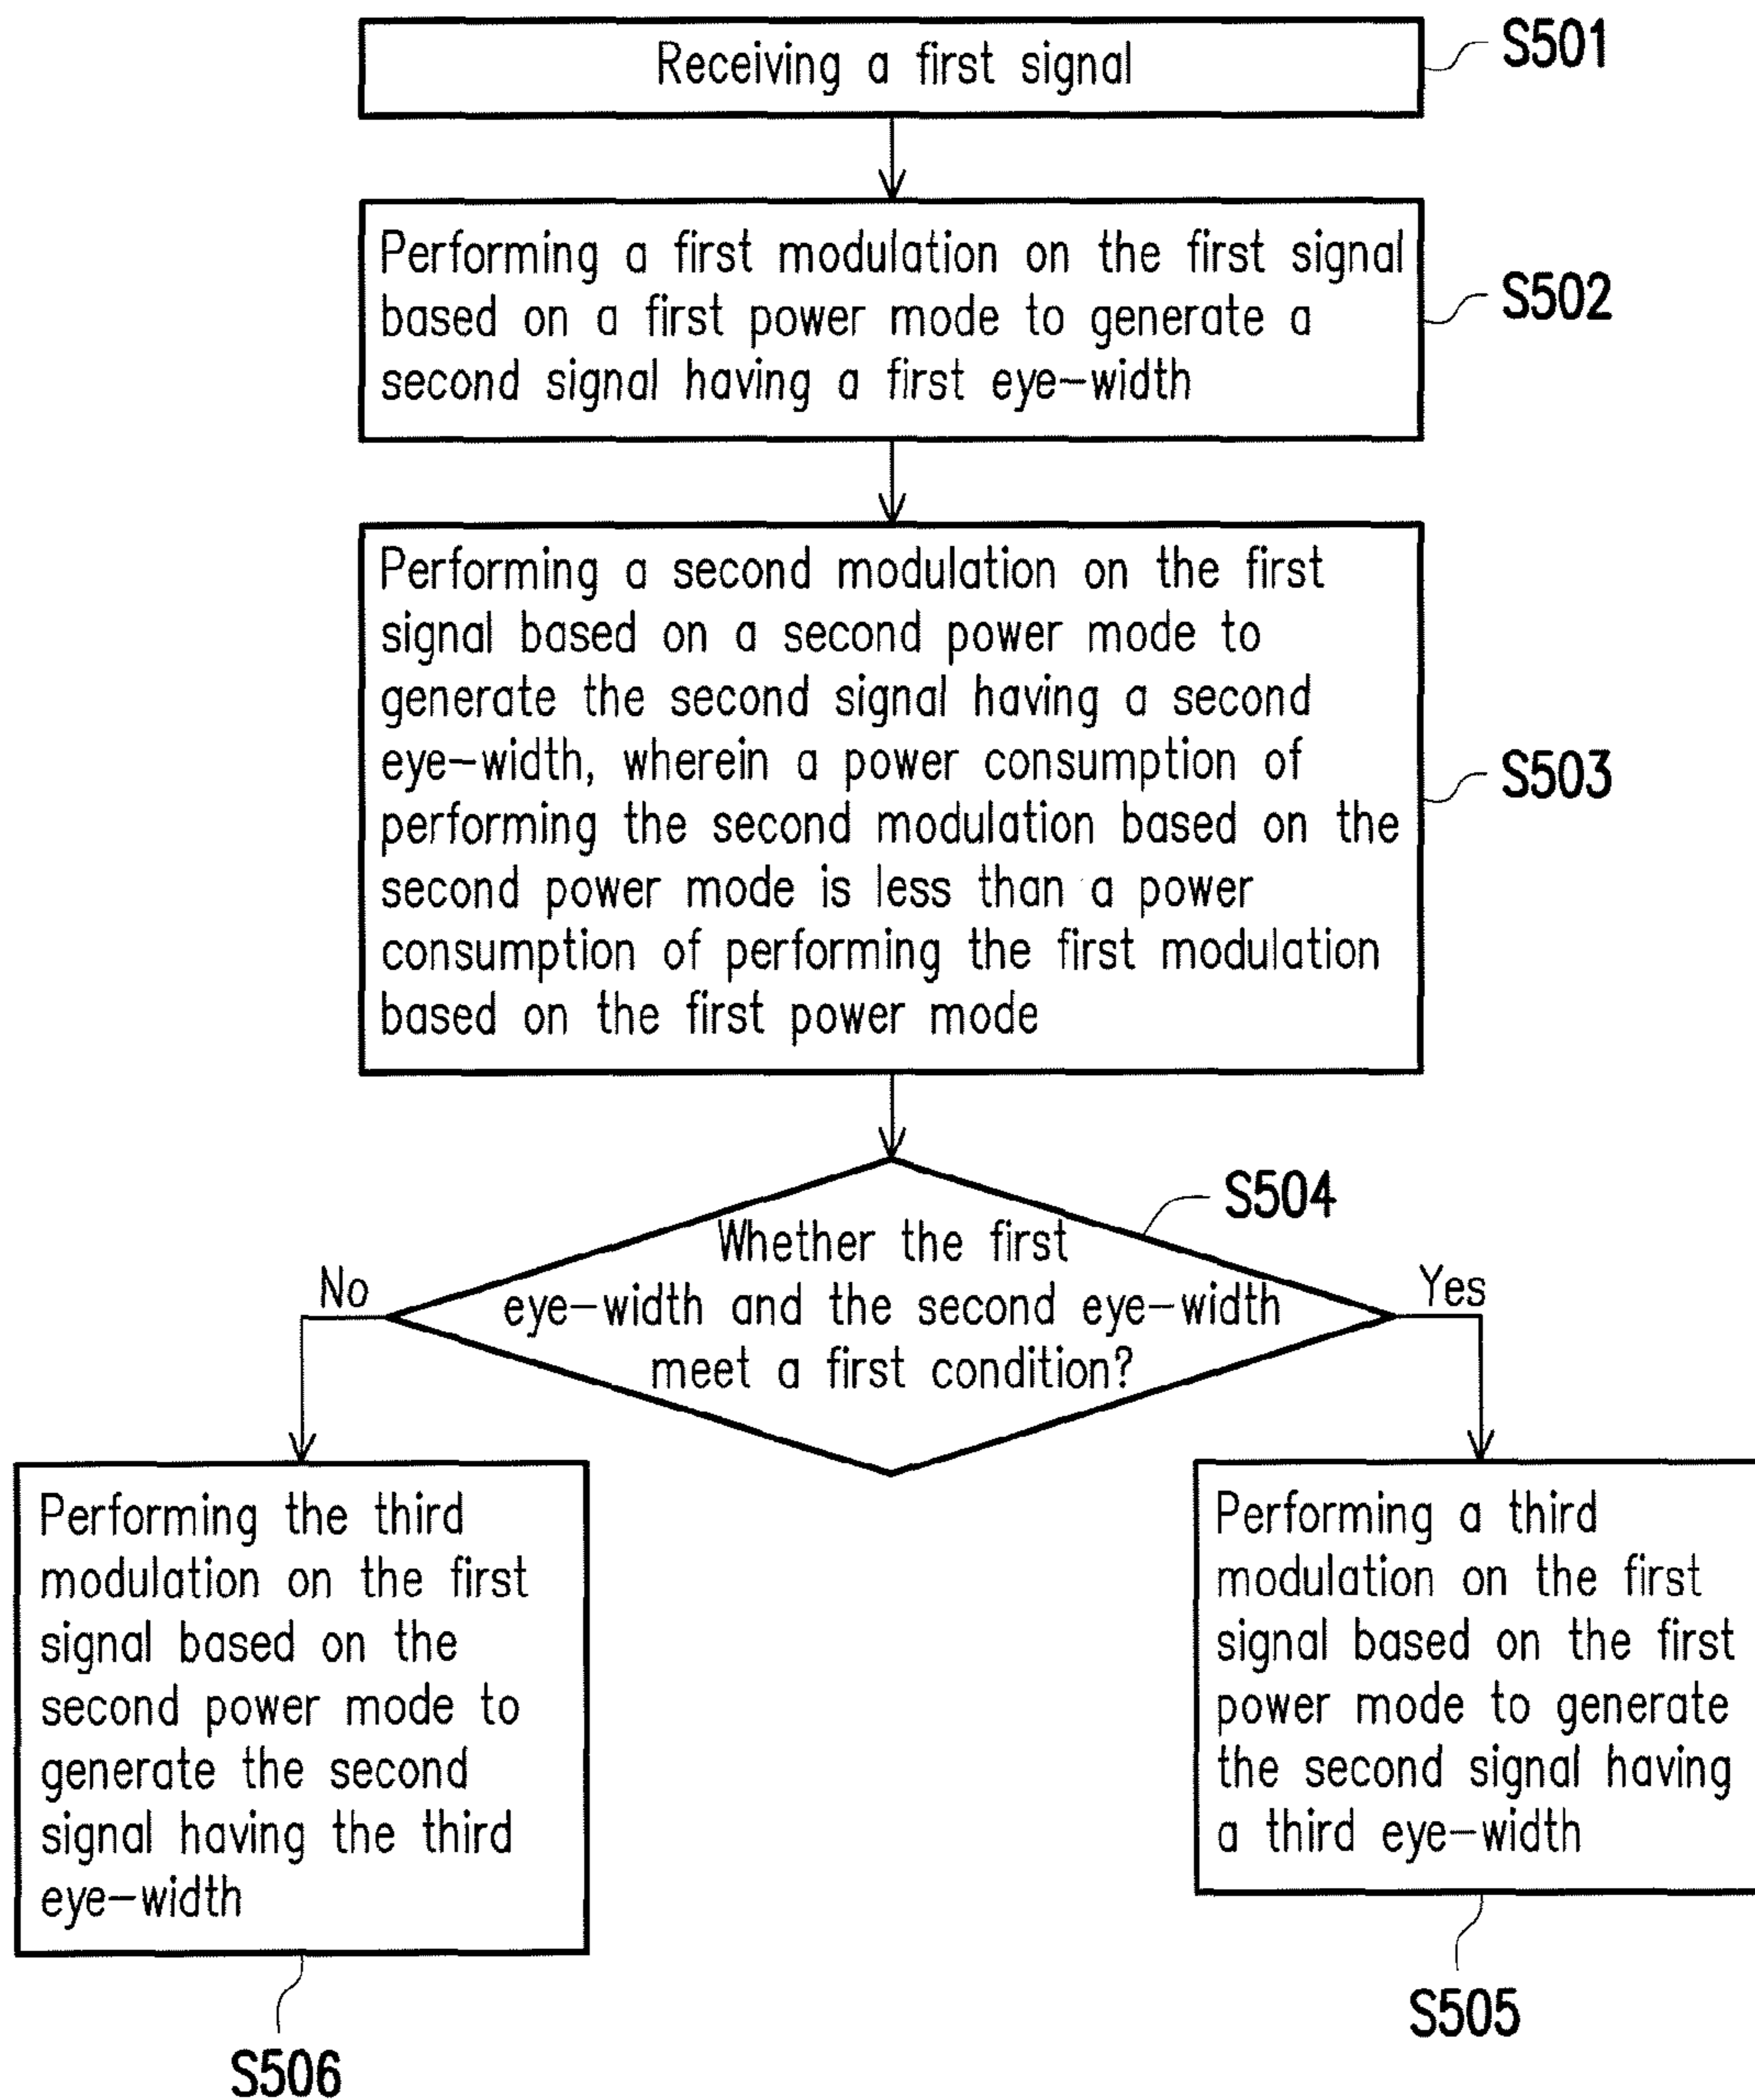 Receiving a first signal
S501
Performing a first modulation on the first signal
based on a first power mode to generate a
second signal having a first eye-width
S502
Performing a second modulation on the first
signal based on a second power mode to
generate the second signal having a second
eye-width, wherein a power consumption of
performing the second modulation based on the
second power mode is less than a power
consumption of performing the first modulation
based on the first power mode
S503
S504
Whether the first
eye-width and the second eye-width
meet a first condition?
No
Yes
Performing the third
modulation on the first
signal based on the
second power mode to
generate the second
signal having the third
eye-width
S506
Performing a third
modulation on the first
signal based on the first
power mode to generate
the second signal having
a third eye-width
S505